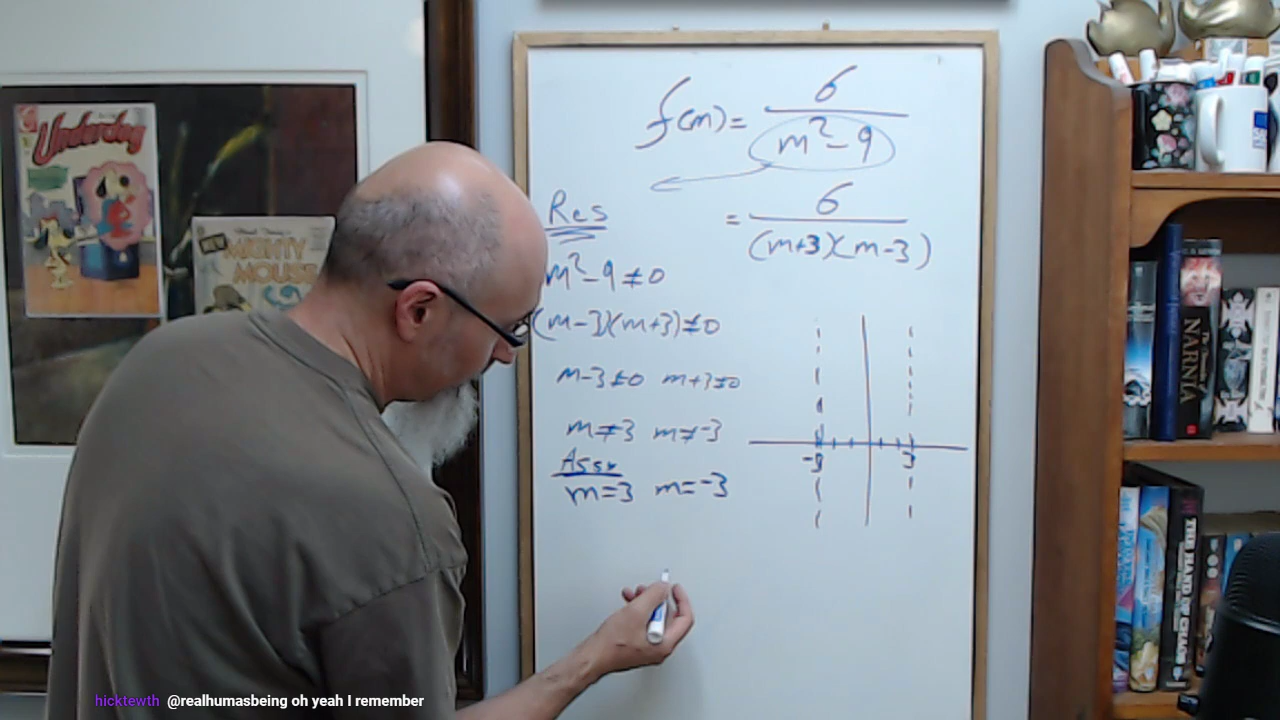 f(m) = 6
m² - 9
= 6
(m+3)(m-3)
Res
m² - 9 ≠ 0
(m-3)(m+3) ≠ 0
m-3 ≠ 0 m+3 ≠ 0
m ≠ 3 m ≠ -3
m = 3 m = -3
-3 3
Underdog
NEW
MIGHTY
MOUSE
NARNIA
hicktewth @realhumasbeing oh yeah I remember